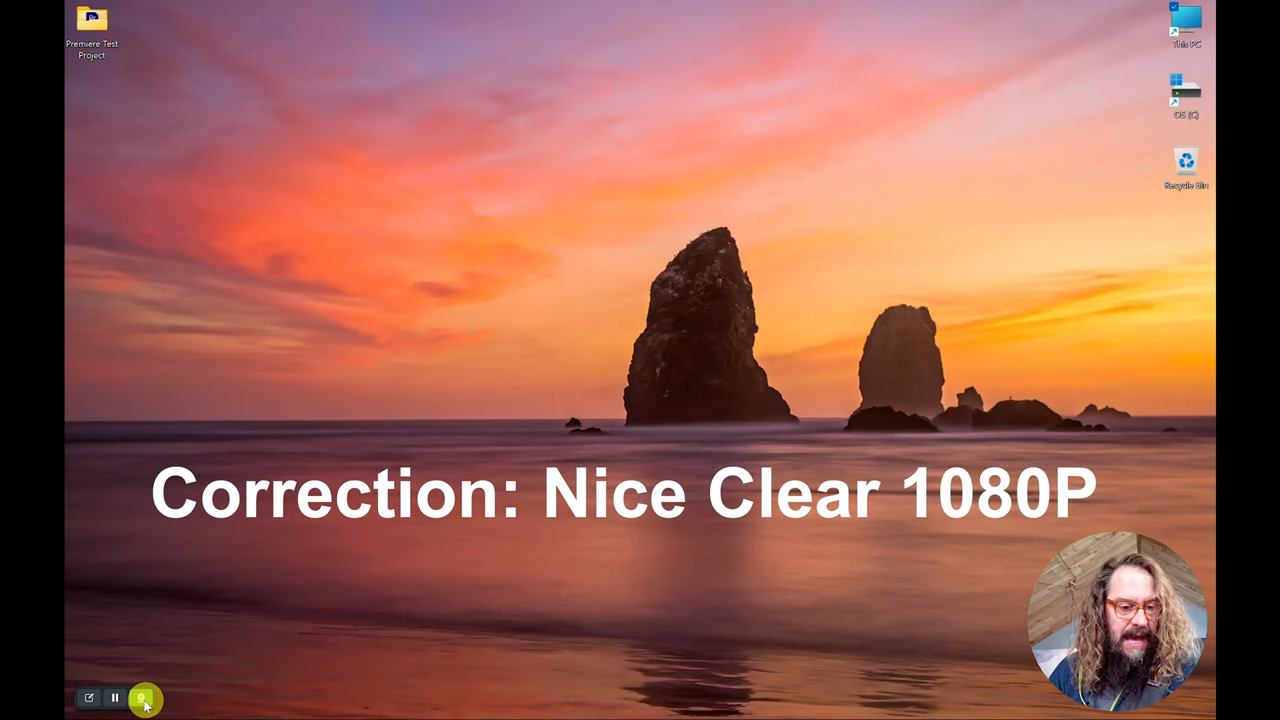 Premiere Test
Project
This PC
OS (C)
Recycle Bin
Correction: Nice Clear 1080P